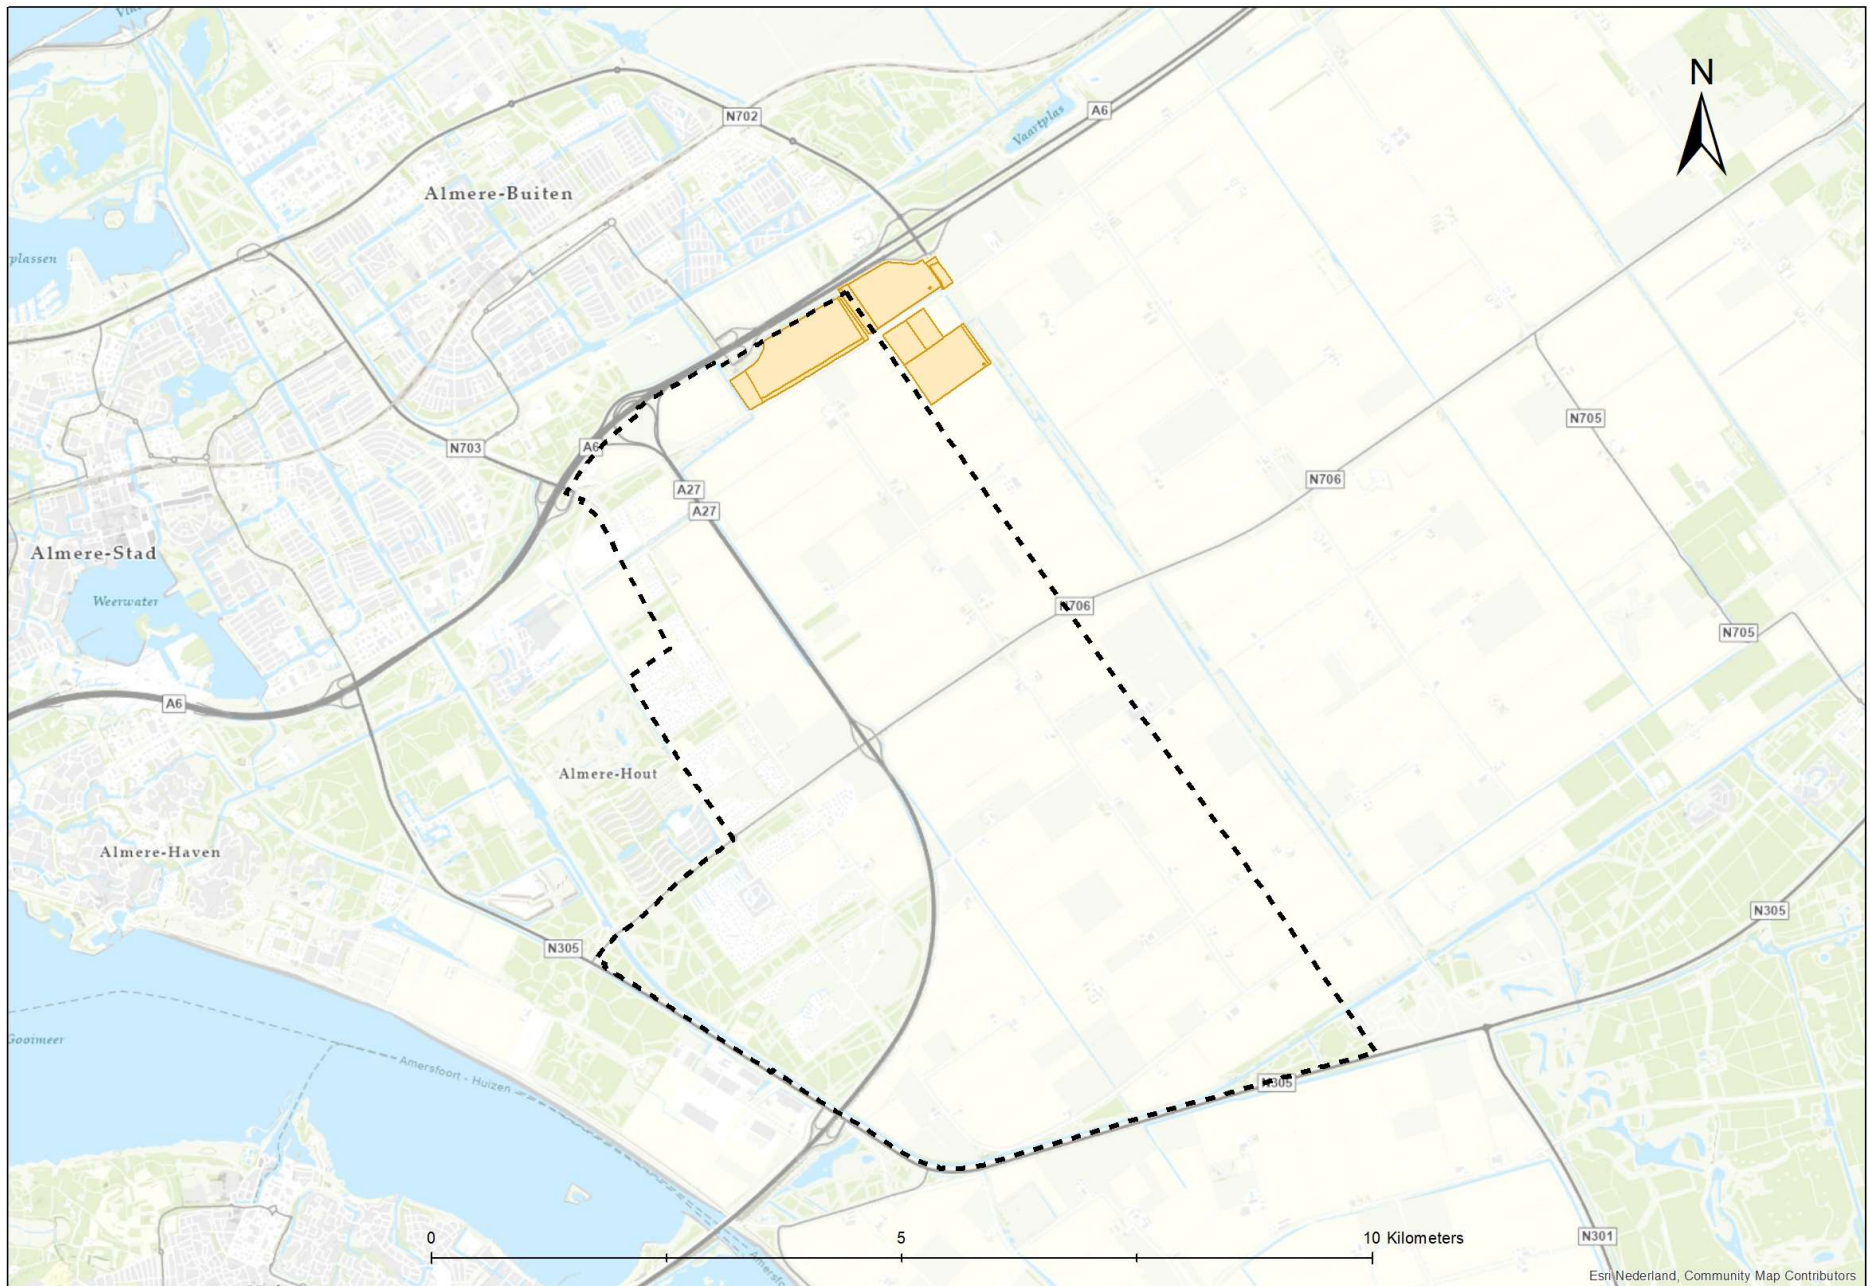 N
A6
N702
Vaartplas
Almere-Buiten
plassen
N705
N703
A6
N706
A27
A27
Almere-Stad
Weerwater
N706
N705
A6
Almere-Hout
Almere-Haven
N305
N305
Gooimeer
Amersfoort - Huizen
N305
N301
0 5 10 Kilometers
Esri Nederland, Community Map Contributors